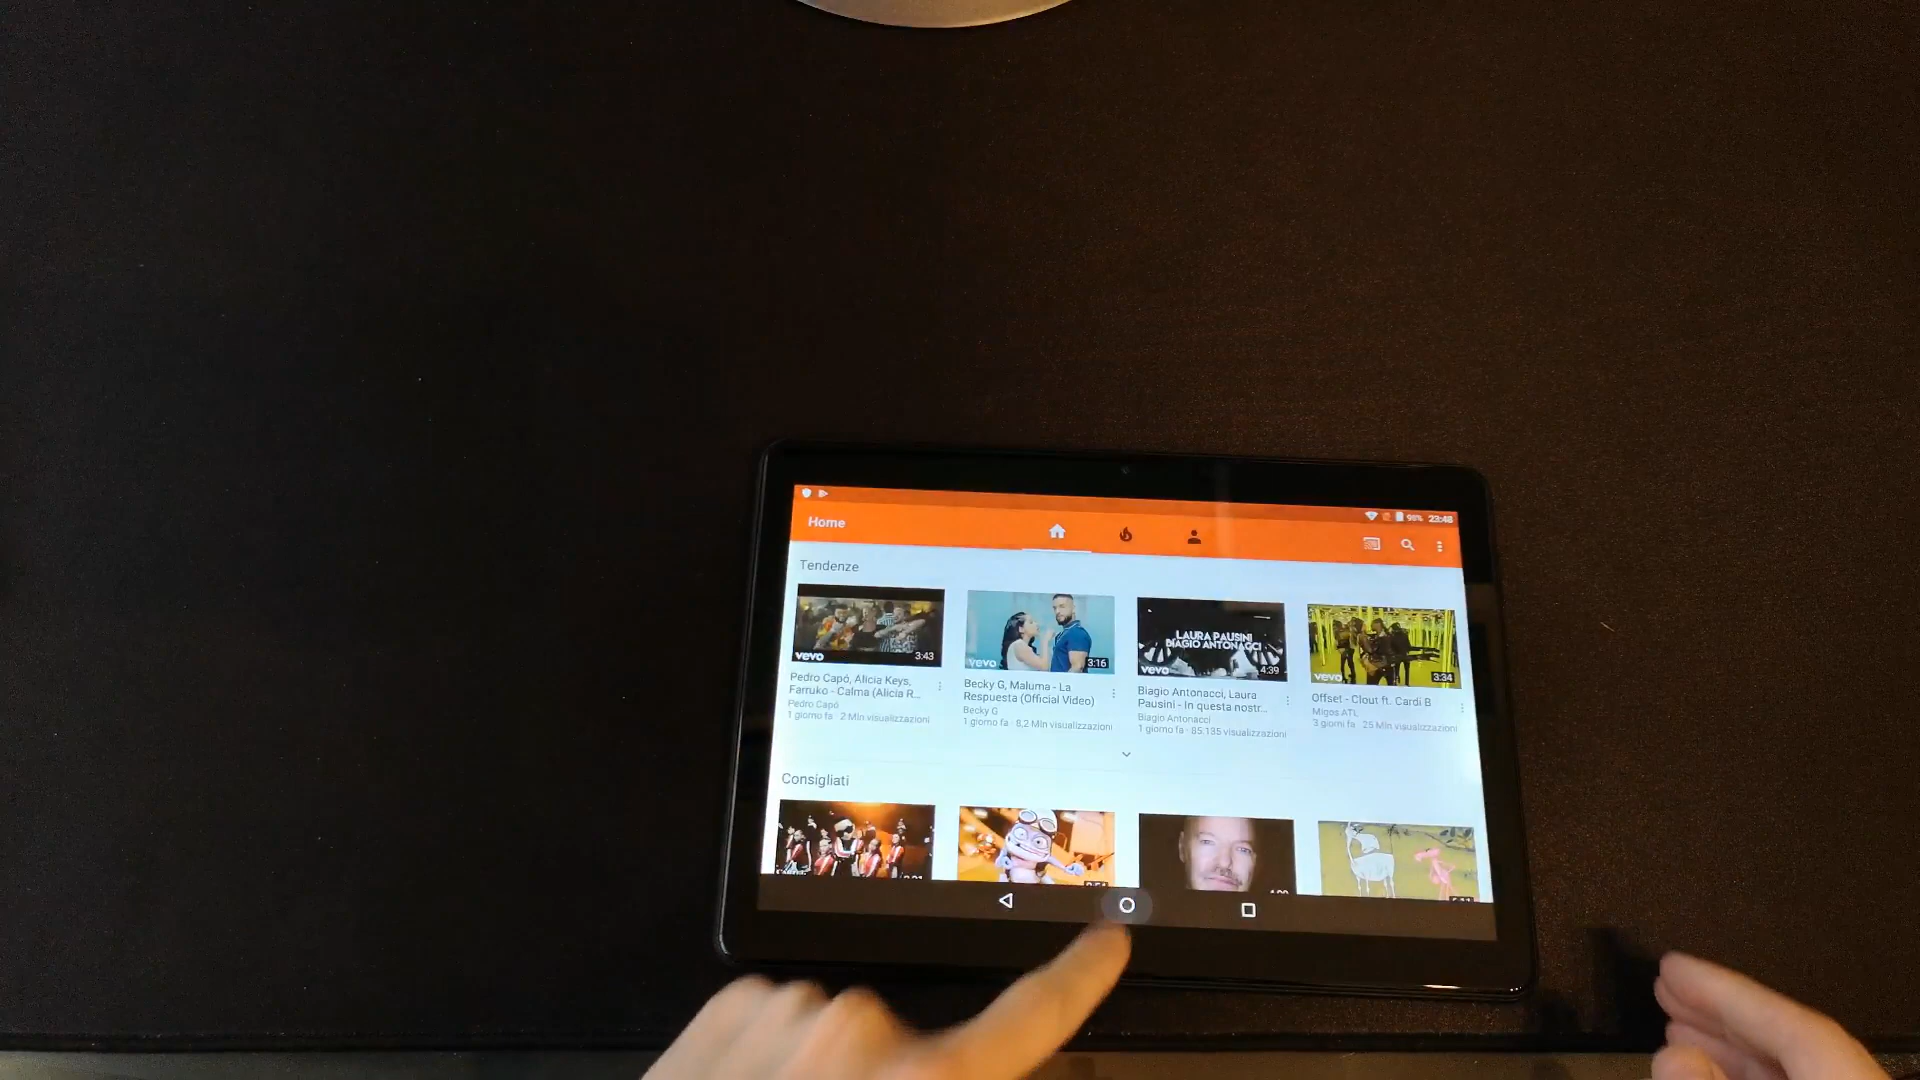 98% 23:48
Home
Tendenze
vevo 3:43
vevo 3:16
LAURA PAUSINI
BIAGIO ANTONACCI
vevo 4:39
vevo 3:34
Pedro Capó, Alicia Keys,
Farruko - Calma (Alicia R...
Pedro Capó
1 giorno fa · 2 Mln visualizzazioni
Becky G, Maluma - La
Respuesta (Official Video)
Becky G
1 giorno fa · 8,2 Mln visualizzazioni
Biagio Antonacci, Laura
Pausini - In questa nostr...
Biagio Antonacci
1 giorno fa · 85.135 visualizzazioni
Offset - Clout ft. Cardi B
Migos ATL
3 giorni fa · 25 Mln visualizzazioni
Consigliati